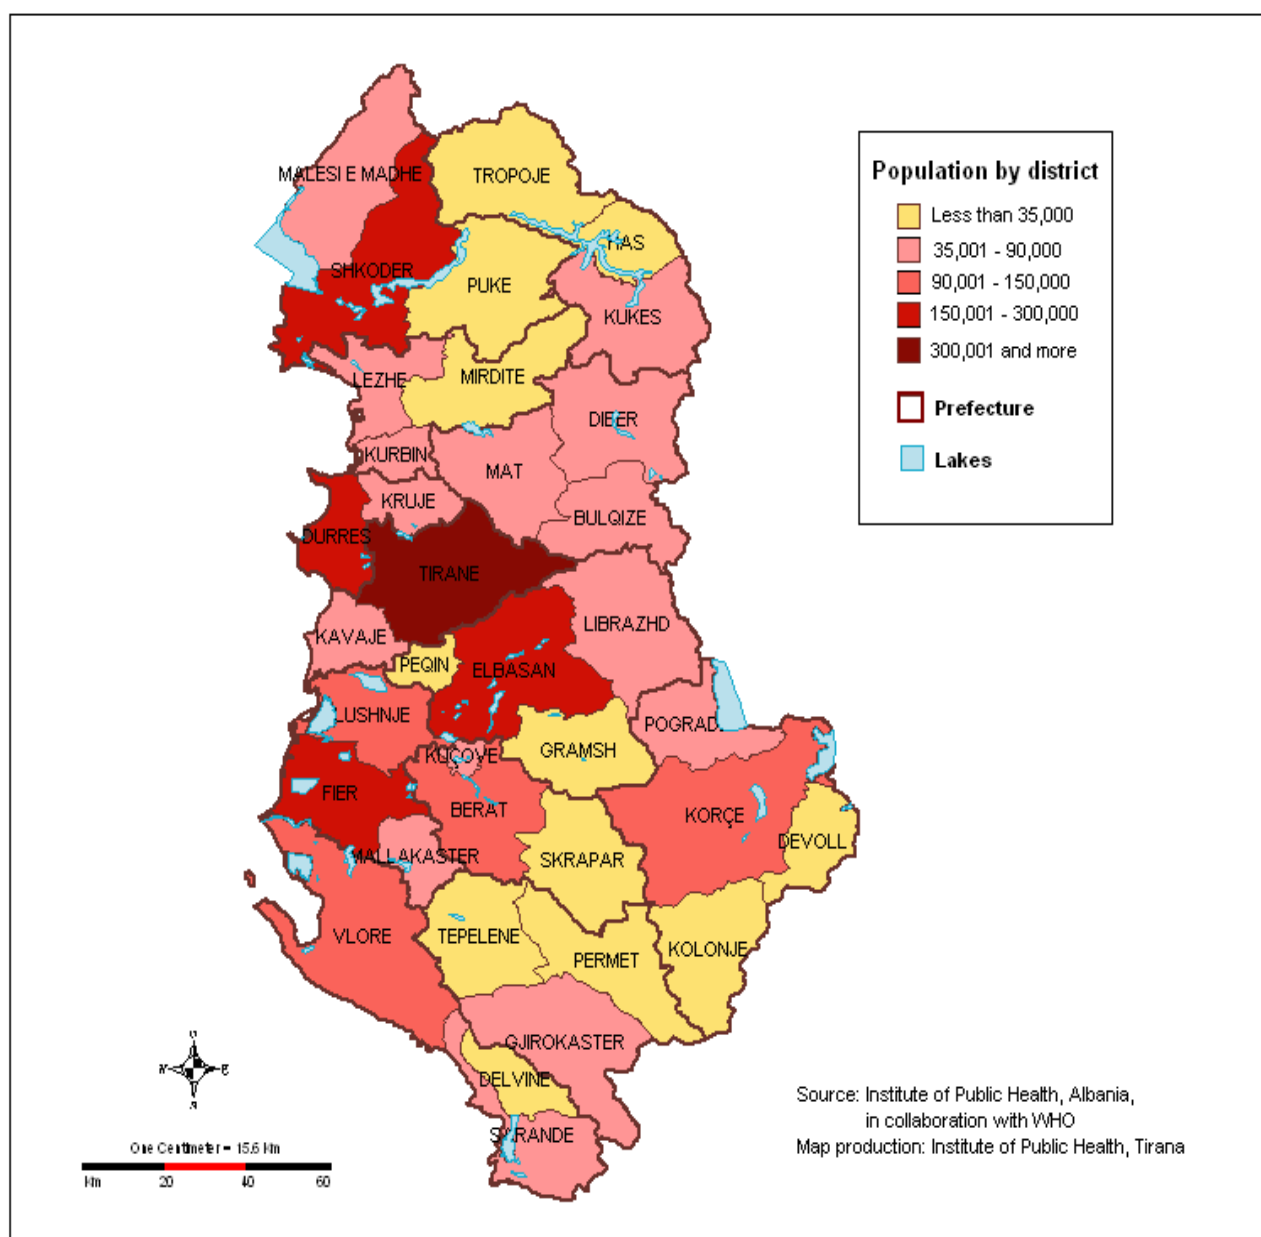 MALESI E MADHE
TROPOJE
HAS
SHKODER
PUKE
KUKES
LEZHE
MIRDITE
DIBER
KURBIN
MAT
KRUJE
BULQIZE
DURRES
TIRANE
LIBRAZHD
KAVAJE
PEQIN
ELBASAN
LUSHNJE
POGRAD
KUÇOVE
GRAMSH
FIER
BERAT
KORÇE
DEVOLL
MALLAKASTER
SKRAPAR
VLORE
TEPELENE
PERMET
KOLONJE
GJIROKASTER
DELVINE
SARANDE
Population by district
Less than 35,000
35,001 - 90,000
90,001 - 150,000
150,001 - 300,000
300,001 and more
Prefecture
Lakes
E
One Centimeter = 15.6 Km
Km 20 40 60
Source: Institute of Public Health, Albania,
in collaboration with WHO
Map production: Institute of Public Health, Tirana